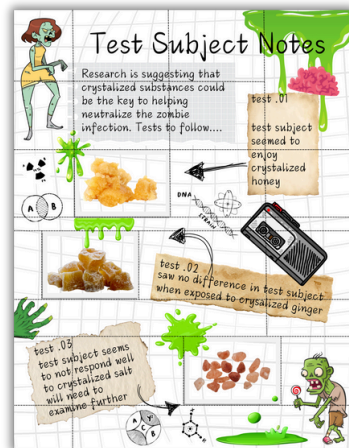 Test Subject Notes
Research is suggesting that
crystalized substances could
be the key to helping
neutralize the zombie
infection. Tests to follow....
test .01
test subject
seemed to
enjoy
crystalized
honey
A B
DNA
STRAIN
test .02
saw no difference in test subject
when exposed to crysalized ginger
test .03
test subject seems
to not respond well
to crystalized salt
will need to
examine further